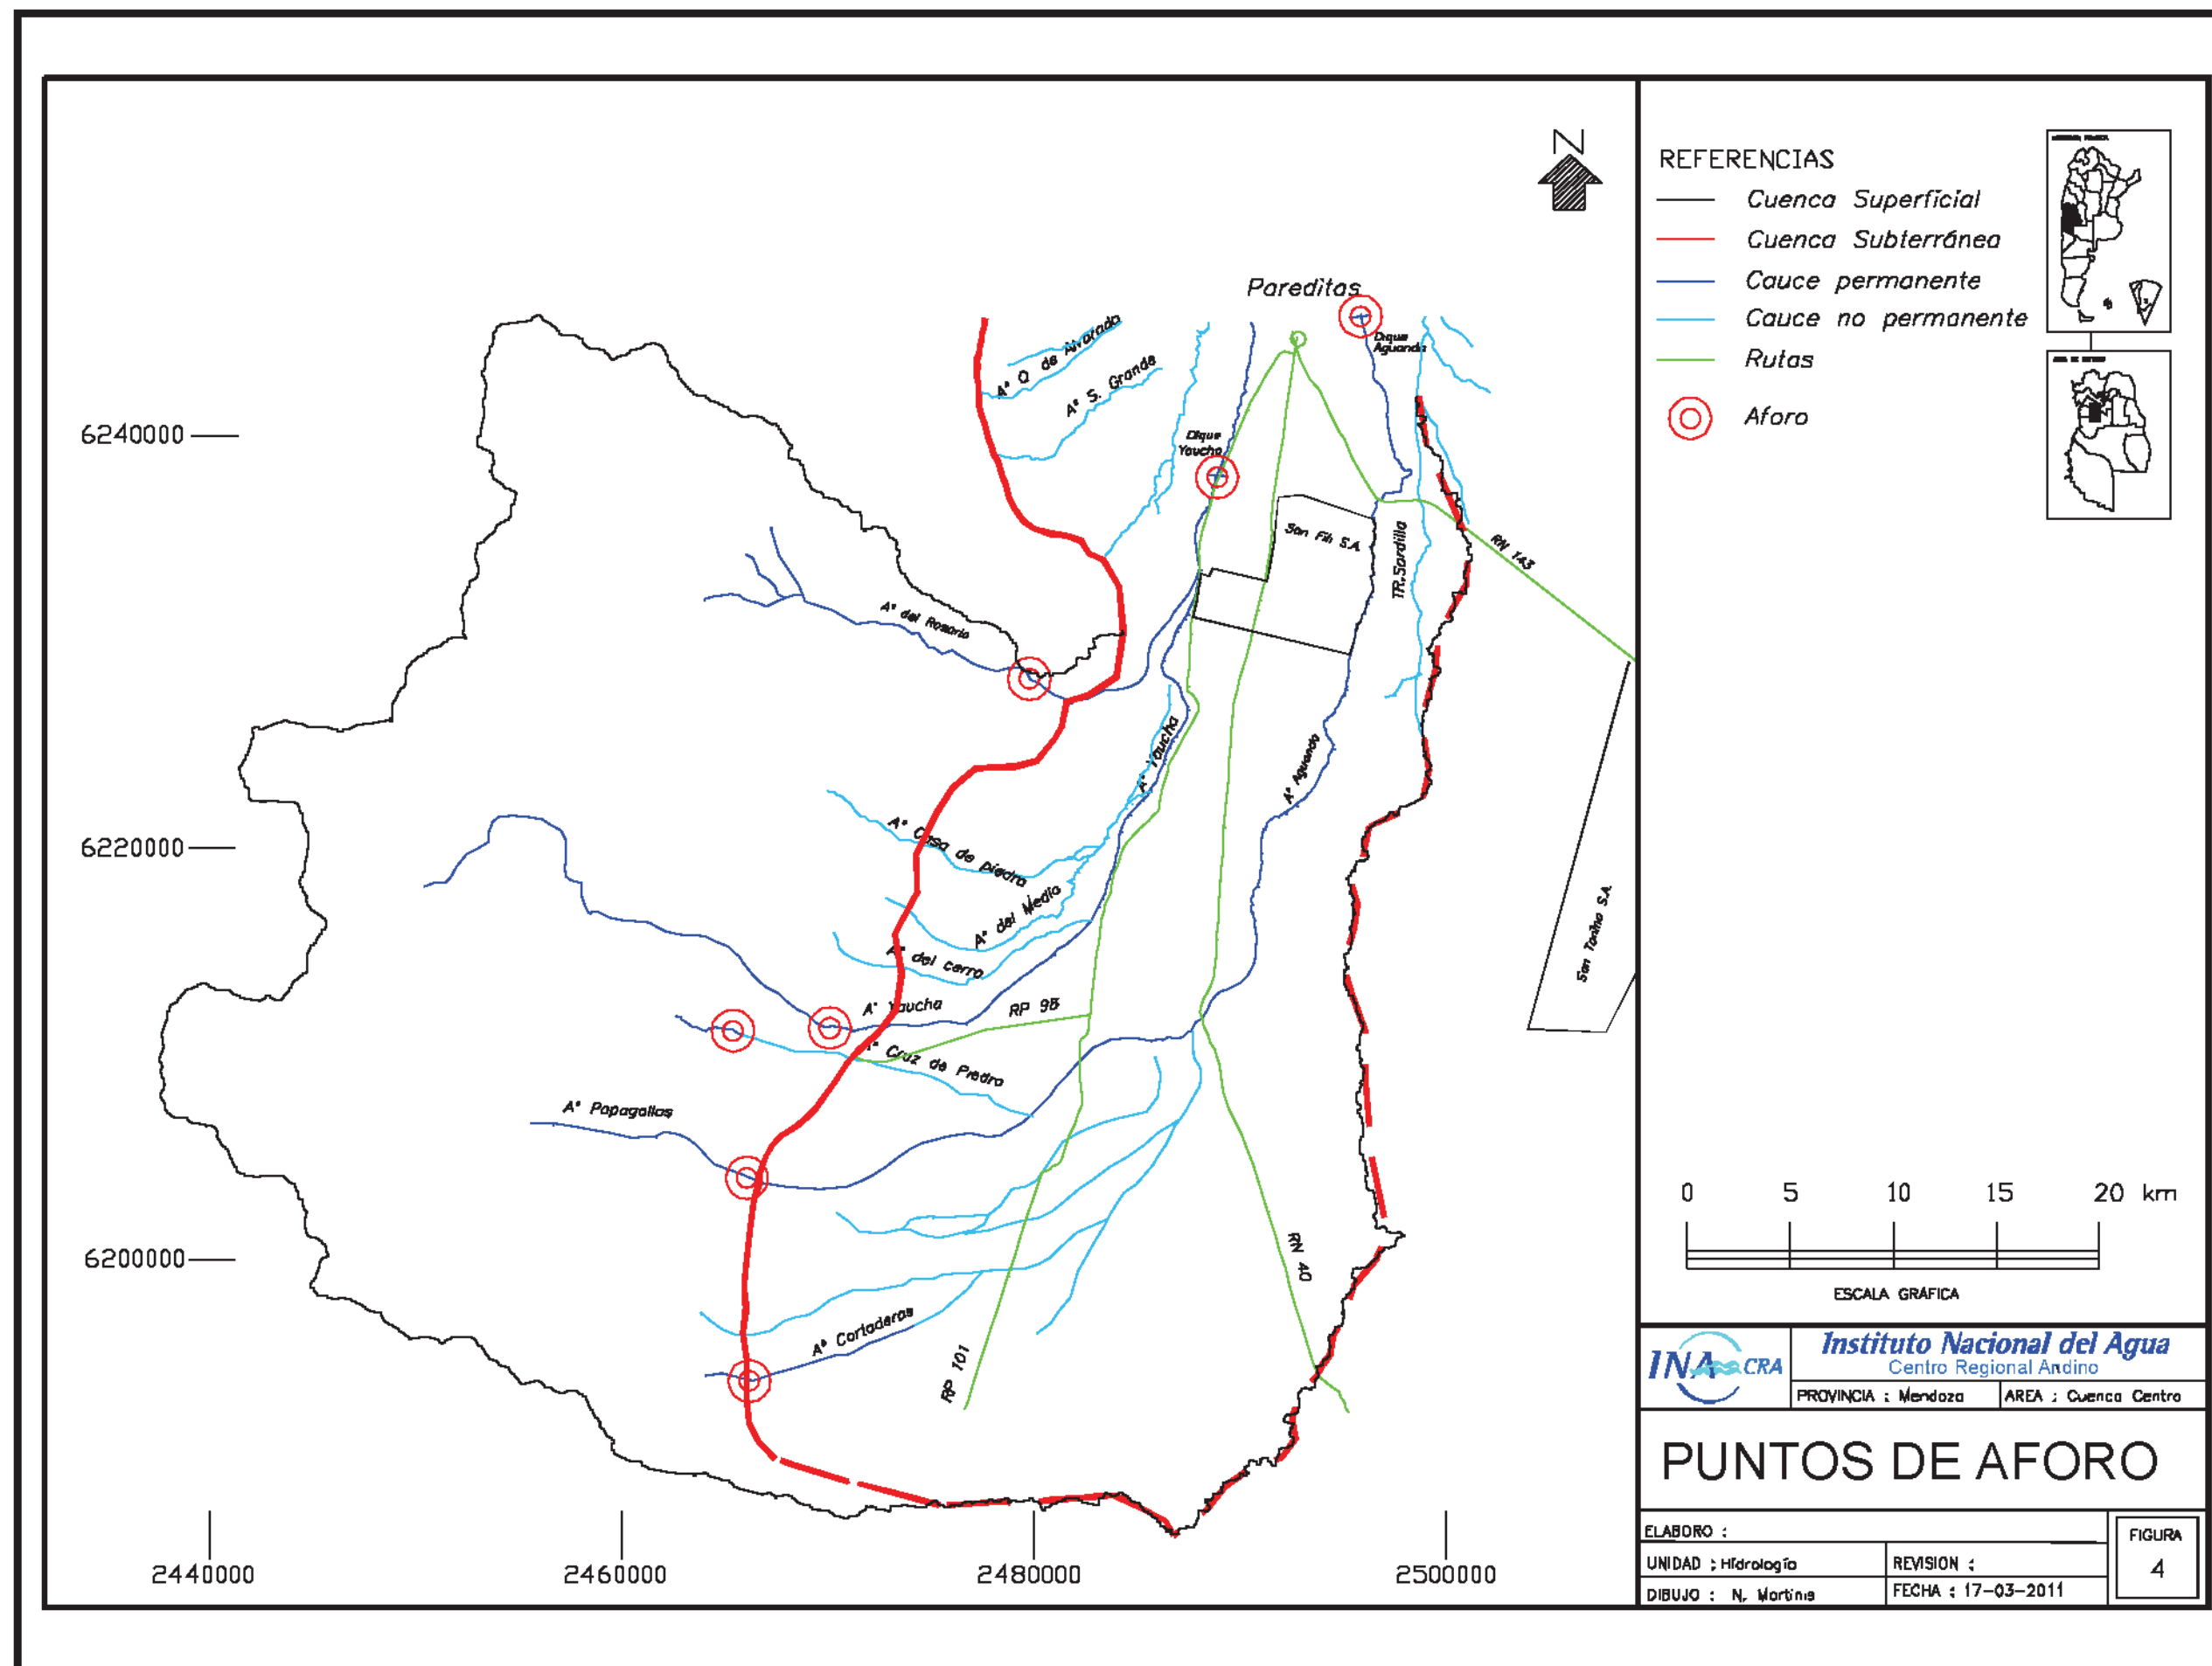 N
Pareditas
Dique
Aguanda
Aº Q de Alvarado
Aº S. Grande
6240000
Dique
Yaucha
San Fili S.A.
TR.Sardilla
RN 143
Aº del Rosario
Aº Yaucha
Aº Aguanda
6220000
Aº Casa de piedra
Aº del Medio
Aº del cerro
San Tonino S.A.
Aº Yaucha
RP 98
Aº Cruz de Piedra
Aº Papagallos
6200000
RN 40
Aº Cortaderas
RP 101
2440000
2460000
2480000
2500000
REFERENCIAS
Cuenca Superficial
Cuenca Subterránea
Cauce permanente
Cauce no permanente
Rutas
Aforo
0 5 10 15 20 km
ESCALA GRÁFICA
INA CRA
Instituto Nacional del Agua
Centro Regional Andino
PROVINCIA : Mendoza
AREA : Cuenca Centro
PUNTOS DE AFORO
ELABORO :
UNIDAD : Hidrología
REVISION :
DIBUJO : N. Martinis
FECHA : 17-03-2011
FIGURA
4